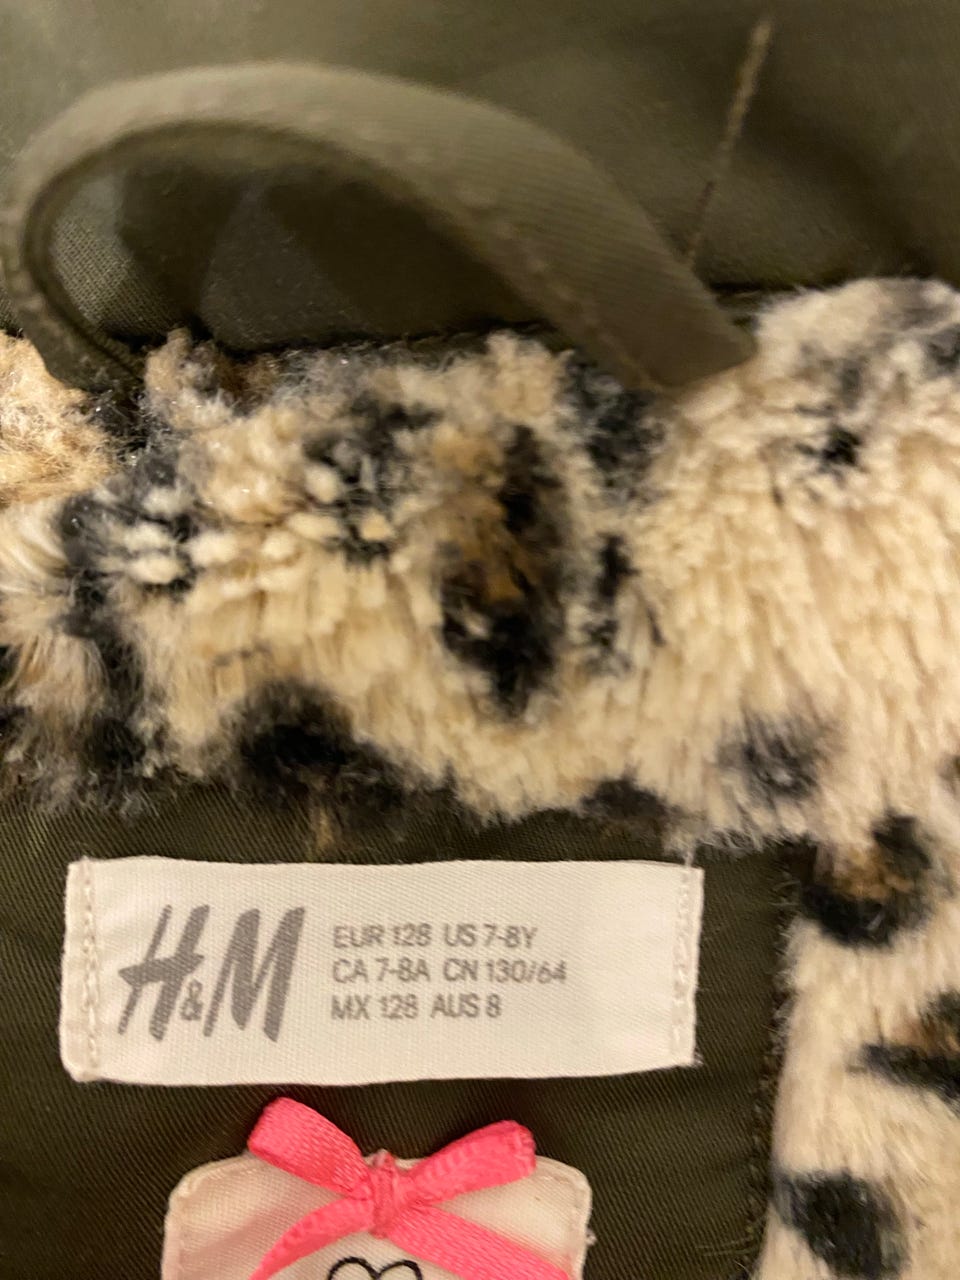 H&M
EUR 128 US 7-8Y
CA 7-8A CN 130/64
MX 128 AUS 8